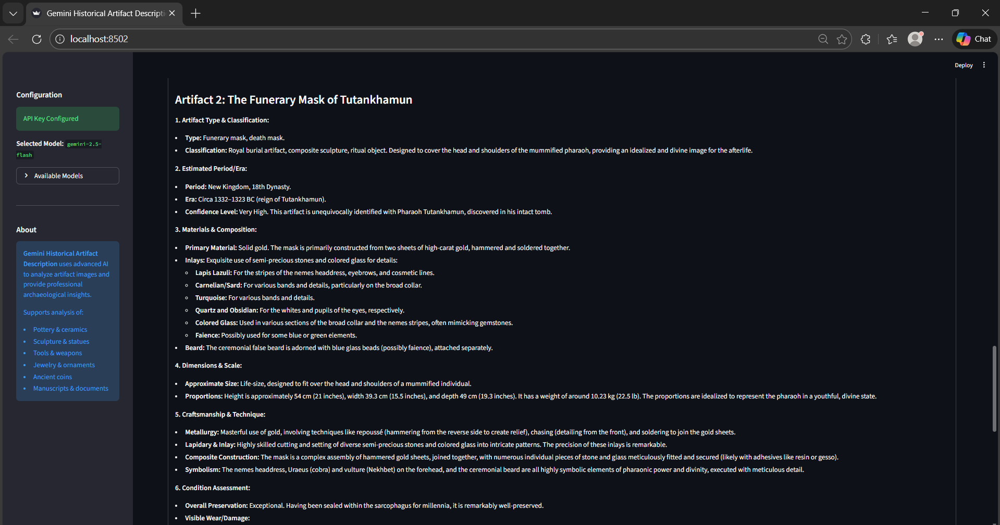 Gemini Historical Artifact Descripti
localhost:8502
Chat
Deploy
Configuration
API Key Configured
Selected Model: gemini-2.5-
flash
Available Models
About
Gemini Historical Artifact
Description uses advanced AI
to analyze artifact images and
provide professional
archaeological insights.
Supports analysis of:
• Pottery & ceramics
• Sculpture & statues
• Tools & weapons
• Jewelry & ornaments
• Ancient coins
• Manuscripts & documents
Artifact 2: The Funerary Mask of Tutankhamun
1. Artifact Type & Classification:
• Type: Funerary mask, death mask.
• Classification: Royal burial artifact, composite sculpture, ritual object. Designed to cover the head and shoulders of the mummified pharaoh, providing an idealized and divine image for the afterlife.
2. Estimated Period/Era:
• Period: New Kingdom, 18th Dynasty.
• Era: Circa 1332–1323 BC (reign of Tutankhamun).
• Confidence Level: Very High. This artifact is unequivocally identified with Pharaoh Tutankhamun, discovered in his intact tomb.
3. Materials & Composition:
• Primary Material: Solid gold. The mask is primarily constructed from two sheets of high-carat gold, hammered and soldered together.
• Inlays: Exquisite use of semi-precious stones and colored glass for details:
◦ Lapis Lazuli: For the stripes of the nemes headdress, eyebrows, and cosmetic lines.
◦ Carnelian/Sard: For various bands and details, particularly on the broad collar.
◦ Turquoise: For various bands and details.
◦ Quartz and Obsidian: For the whites and pupils of the eyes, respectively.
◦ Colored Glass: Used in various sections of the broad collar and the nemes stripes, often mimicking gemstones.
◦ Faience: Possibly used for some blue or green elements.
• Beard: The ceremonial false beard is adorned with blue glass beads (possibly faience), attached separately.
4. Dimensions & Scale:
• Approximate Size: Life-size, designed to fit over the head and shoulders of a mummified individual.
• Proportions: Height is approximately 54 cm (21 inches), width 39.3 cm (15.5 inches), and depth 49 cm (19.3 inches). It has a weight of around 10.23 kg (22.5 lb). The proportions are idealized to represent the pharaoh in a youthful, divine state.
5. Craftsmanship & Technique:
• Metallurgy: Masterful use of gold, involving techniques like repoussé (hammering from the reverse side to create relief), chasing (detailing from the front), and soldering to join the gold sheets.
• Lapidary & Inlay: Highly skilled cutting and setting of diverse semi-precious stones and colored glass into intricate patterns. The precision of these inlays is remarkable.
• Composite Construction: The mask is a complex assembly of hammered gold sheets, joined together, with numerous individual pieces of stone and glass meticulously fitted and secured (likely with adhesives like resin or gesso).
• Symbolism: The nemes headdress, Uraeus (cobra) and vulture (Nekhbet) on the forehead, and the ceremonial beard are all highly symbolic elements of pharaonic power and divinity, executed with meticulous detail.
6. Condition Assessment:
• Overall Preservation: Exceptional. Having been sealed within the sarcophagus for millennia, it is remarkably well-preserved.
• Visible Wear/Damage: